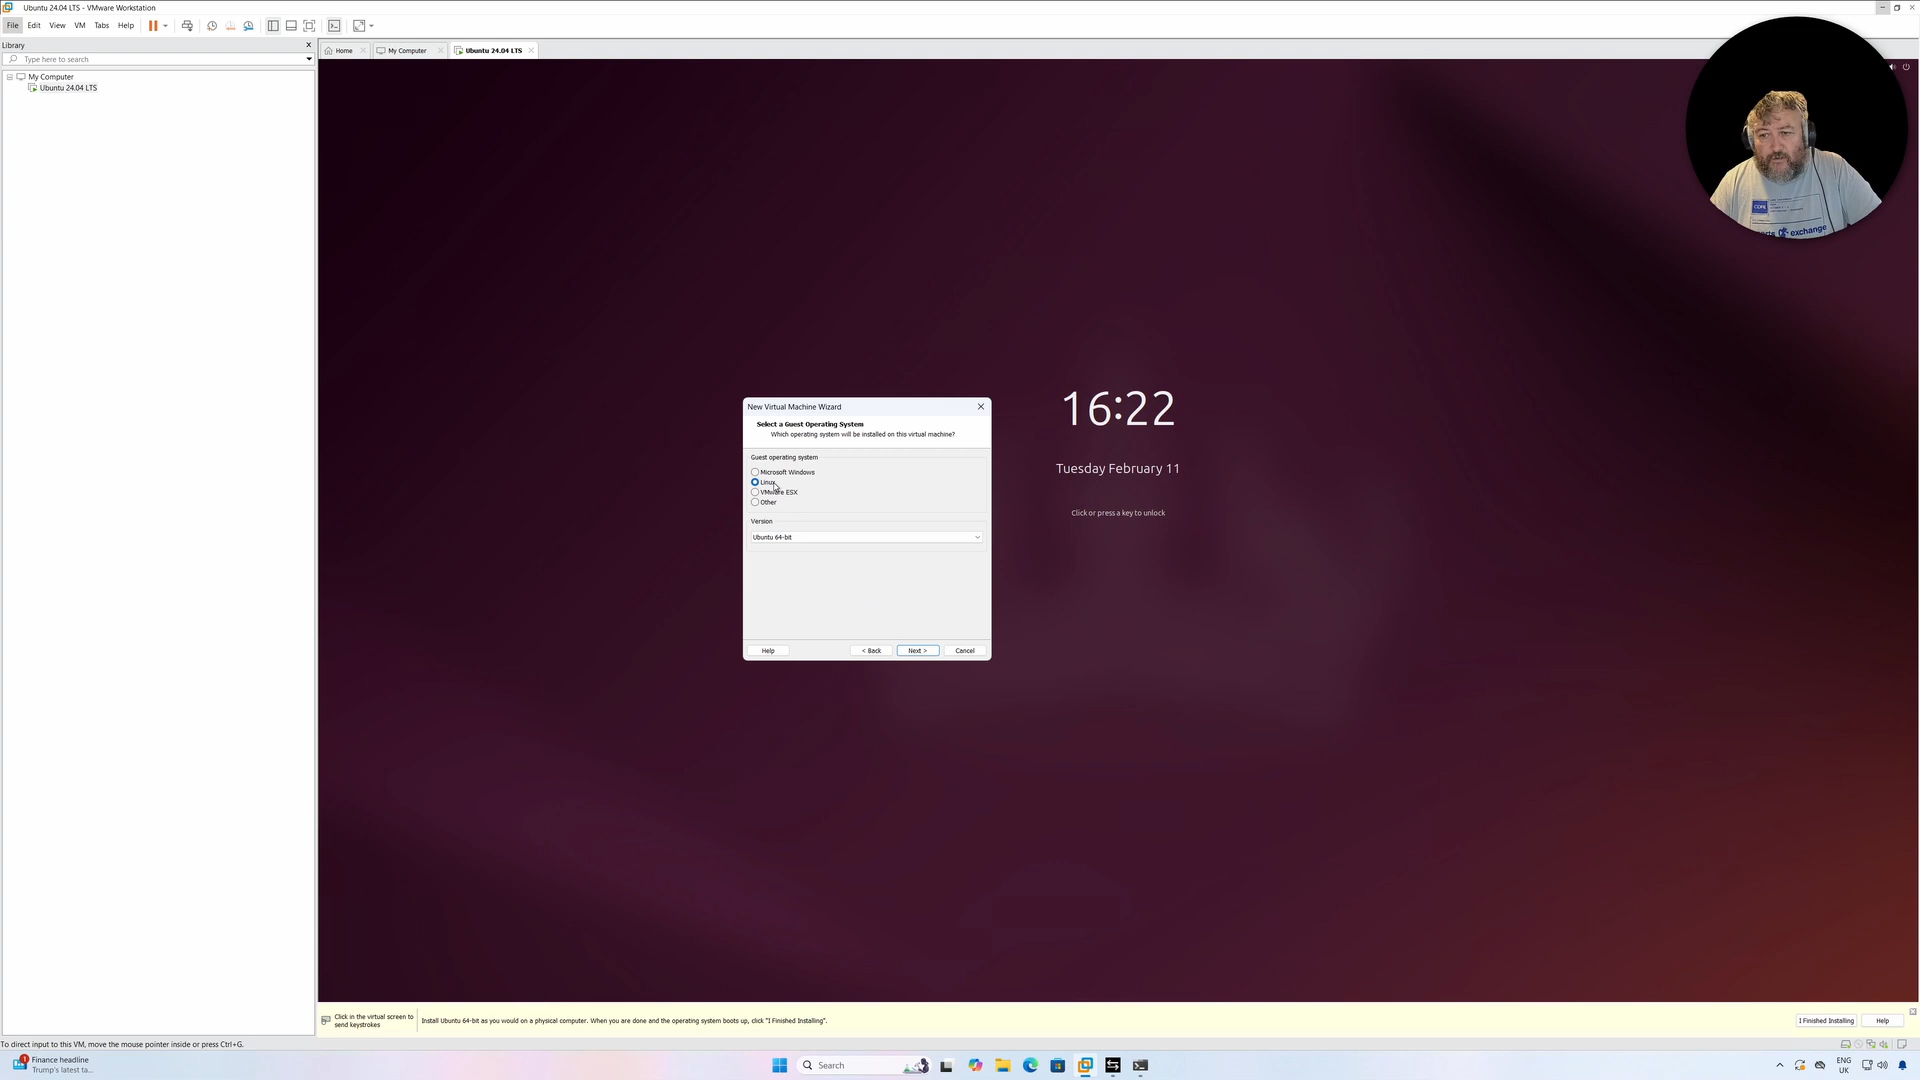 Ubuntu 24.04 LTS - VMware Workstation
File Edit View VM Tabs Help
Library
Type here to search
My Computer
Ubuntu 24.04 LTS
Home
My Computer
Ubuntu 24.04 LTS
CORE
exchange
16:22
Tuesday February 11
Click or press a key to unlock
New Virtual Machine Wizard
Select a Guest Operating System
Which operating system will be installed on this virtual machine?
Guest operating system
Microsoft Windows
Linux
VMware ESX
Other
Version
Ubuntu 64-bit
Help < Back Next > Cancel
Click in the virtual screen to
send keystrokes
Install Ubuntu 64-bit as you would on a physical computer. When you are done and the operating system boots up, click "I Finished Installing".
I Finished Installing Help
To direct input to this VM, move the mouse pointer inside or press Ctrl+G.
1
Finance headline
Trump's latest ta...
Search
ENG
UK